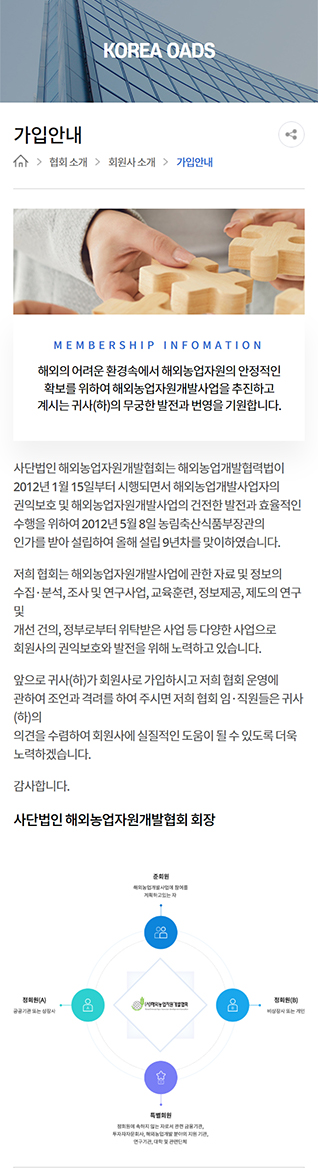 KOREA OADS
가입안내
협회 소개 > 회원사 소개 > 가입안내
MEMBERSHIP INFOMATION
해외의 어려운 환경속에서 해외농업자원의 안정적인
확보를 위하여 해외농업자원개발사업을 추진하고
계시는 귀사(하)의 무궁한 발전과 번영을 기원합니다.
사단법인 해외농업자원개발협회는 해외농업개발협력법이
2012년 1월 15일부터 시행되면서 해외농업개발사업자의
권익보호 및 해외농업자원개발사업의 건전한 발전과 효율적인
수행을 위하여 2012년 5월 8일 농림축산식품부장관의
인가를 받아 설립하여 올해 설립 9년차를 맞이하였습니다.
저희 협회는 해외농업자원개발사업에 관한 자료 및 정보의
수집·분석, 조사 및 연구사업, 교육훈련, 정보제공, 제도의 연구
및
개선 건의, 정부로부터 위탁받은 사업 등 다양한 사업으로
회원사의 권익보호와 발전을 위해 노력하고 있습니다.
앞으로 귀사(하)가 회원사로 가입하시고 저희 협회 운영에
관하여 조언과 격려를 하여 주시면 저희 협회 임·직원들은 귀사
(하)의
의견을 수렴하여 회원사에 실질적인 도움이 될 수 있도록 더욱
노력하겠습니다.
감사합니다.
사단법인 해외농업자원개발협회 회장
준회원
해외농업개발사업에 참여를
계획하고있는 자
정회원(A)
공공기관 또는 상장사
(사)해외농업자원개발협회
정회원(B)
비상장사 또는 개인
특별회원
정회원에 속하지 않는 자로서 관련 금융기관,
투자자문회사, 해외농업개발 분야의 지원 기관,
연구기관, 대학 및 관련단체